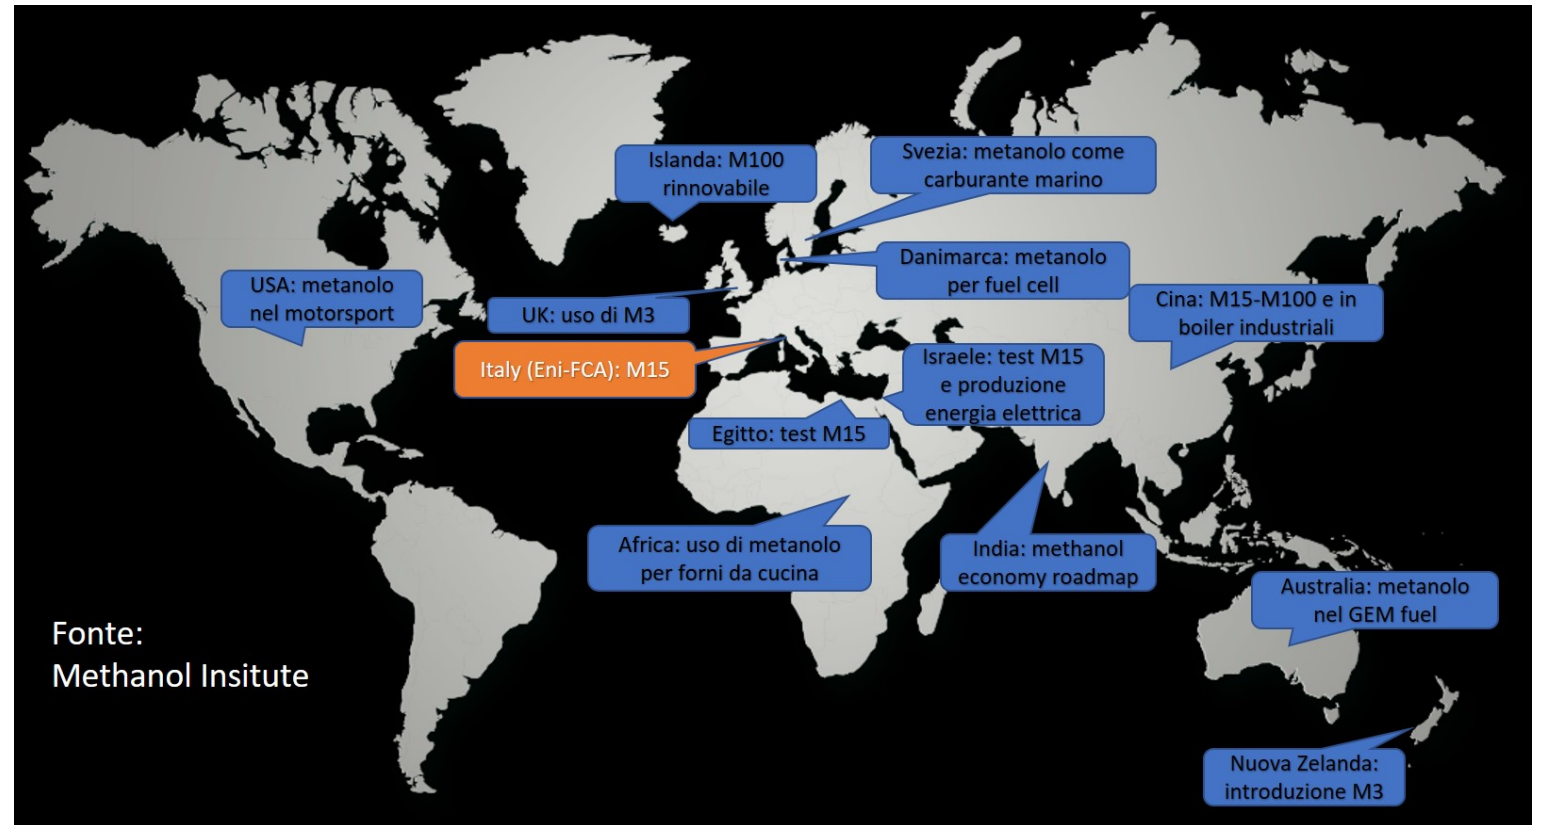 Islanda: M100
rinnovabile
Svezia: metanolo come
carburante marino
Danimarca: metanolo
per fuel cell
USA: metanolo
nel motorsport
UK: uso di M3
Cina: M15-M100 e in
boiler industriali
Italy (Eni-FCA): M15
Israele: test M15
e produzione
energia elettrica
Egitto: test M15
Africa: uso di metanolo
per forni da cucina
India: methanol
economy roadmap
Australia: metanolo
nel GEM fuel
Fonte:
Methanol Insitute
Nuova Zelanda:
introduzione M3